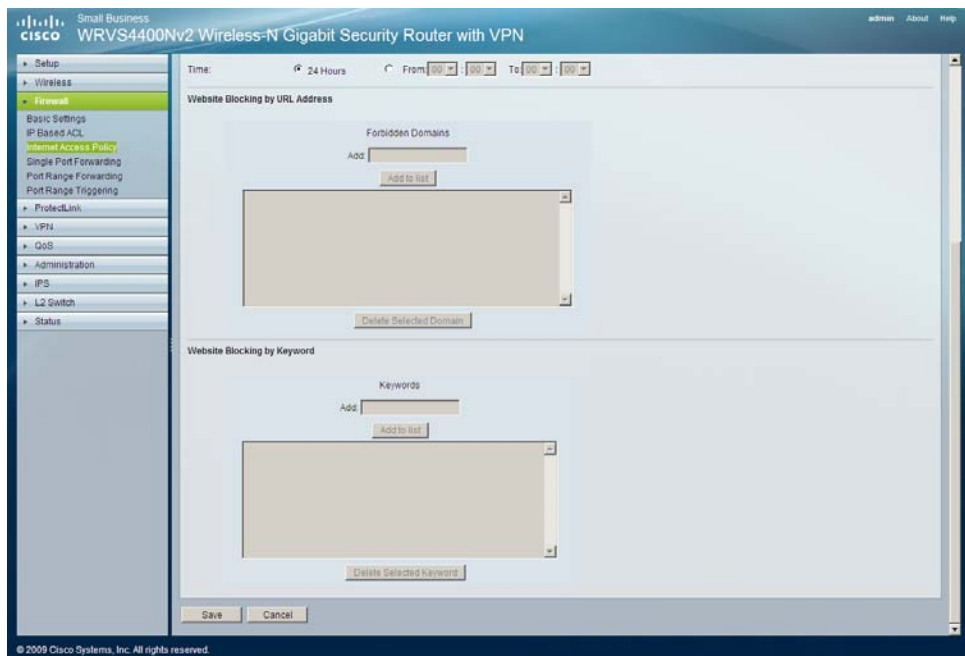 Small Business
cisco WRVS4400Nv2 Wireless-N Gigabit Security Router with VPN
admin About Help
Setup
Wireless
Firewall
Basic Settings
IP Based ACL
Internet Access Policy
Single Port Forwarding
Port Range Forwarding
Port Range Triggering
ProtectLink
VPN
QoS
Administration
IPS
L2 Switch
Status
Time: 24 Hours From: 00 : 00 To: 00 : 00
Website Blocking by URL Address
Forbidden Domains
Add:
Add to list
Delete Selected Domain
Website Blocking by Keyword
Keywords
Add:
Add to list
Delete Selected Keyword
Save Cancel
© 2009 Cisco Systems, Inc. All rights reserved.